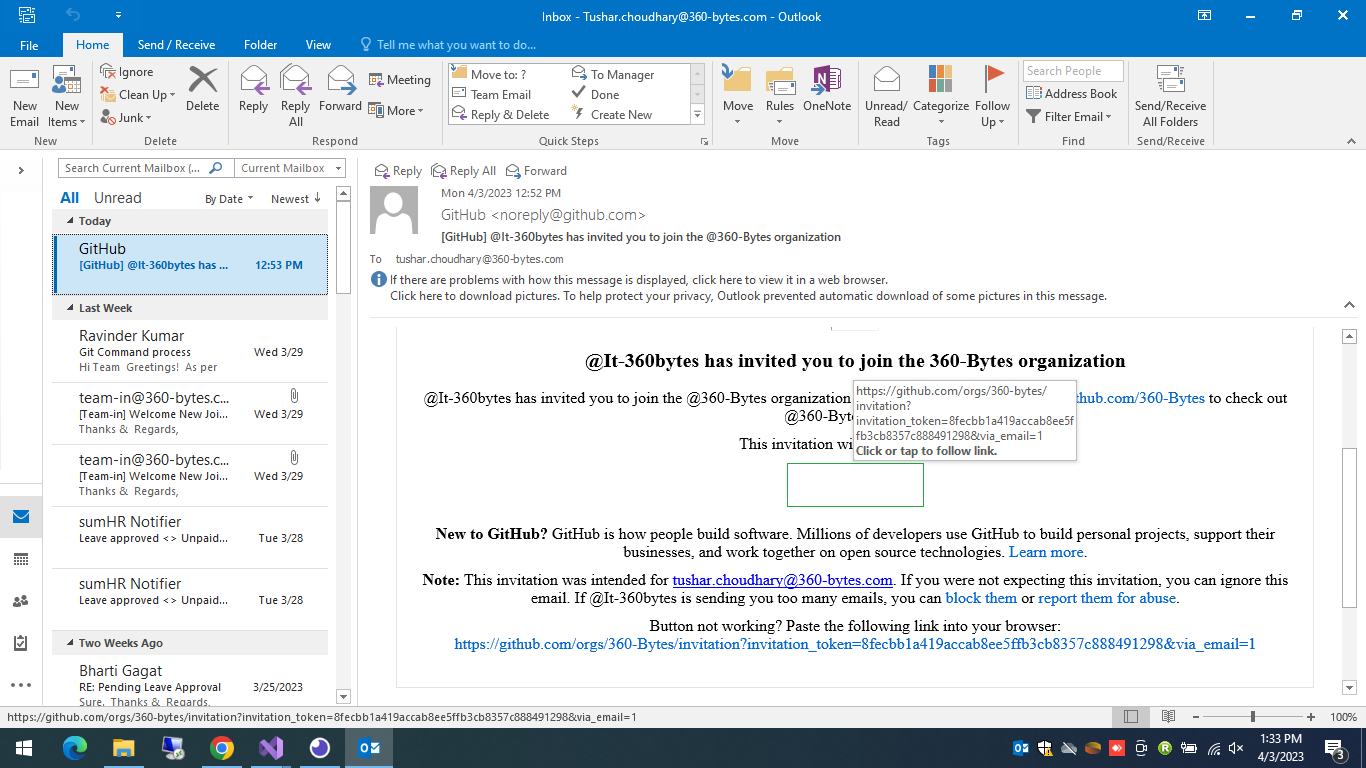 Inbox - Tushar.choudhary@360-bytes.com - Outlook
File
Home
Send / Receive
Folder
View
Tell me what you want to do...
New
Email
New
Items
Ignore
Clean Up
Junk
Delete
Reply
Reply
All
Forward
Meeting
More
Move to: ?
Team Email
Reply & Delete
To Manager
Done
Create New
Move
Rules
OneNote
Unread/
Read
Categorize
Follow
Up
Search People
Address Book
Filter Email
Send/Receive
All Folders
New
Delete
Respond
Quick Steps
Move
Tags
Find
Send/Receive
Search Current Mailbox (...
Current Mailbox
All
Unread
By Date
Newest
Today
GitHub
[GitHub] @It-360bytes has ...
12:53 PM
Last Week
Ravinder Kumar
Git Command process
Wed 3/29
Hi Team Greetings! As per
team-in@360-bytes.c...
[Team-in] Welcome New Joi...
Wed 3/29
Thanks & Regards,
team-in@360-bytes.c...
[Team-in] Welcome New Joi...
Wed 3/29
Thanks & Regards,
sumHR Notifier
Leave approved <> Unpaid...
Tue 3/28
sumHR Notifier
Leave approved <> Unpaid...
Tue 3/28
Two Weeks Ago
Bharti Gagat
RE: Pending Leave Approval
3/25/2023
Sure. Thanks & Regards.
Reply
Reply All
Forward
Mon 4/3/2023 12:52 PM
GitHub <noreply@github.com>
[GitHub] @It-360bytes has invited you to join the @360-Bytes organization
To tushar.choudhary@360-bytes.com
If there are problems with how this message is displayed, click here to view it in a web browser.
Click here to download pictures. To help protect your privacy, Outlook prevented automatic download of some pictures in this message.
@It-360bytes has invited you to join the 360-Bytes organization
@It-360bytes has invited you to join the @360-Bytes organization
thub.com/360-Bytes to check out
@360-Byt
This invitation wi
https://github.com/orgs/360-bytes/
invitation?
invitation_token=8fecbb1a419accab8ee5f
fb3cb8357c888491298&via_email=1
Click or tap to follow link.
New to GitHub? GitHub is how people build software. Millions of developers use GitHub to build personal projects, support their
businesses, and work together on open source technologies. Learn more.
Note: This invitation was intended for tushar.choudhary@360-bytes.com. If you were not expecting this invitation, you can ignore this
email. If @It-360bytes is sending you too many emails, you can block them or report them for abuse.
Button not working? Paste the following link into your browser:
https://github.com/orgs/360-Bytes/invitation?invitation_token=8fecbb1a419accab8ee5ffb3cb8357c888491298&via_email=1
https://github.com/orgs/360-bytes/invitation?invitation_token=8fecbb1a419accab8ee5ffb3cb8357c888491298&via_email=1
100%
1:33 PM
4/3/2023
3